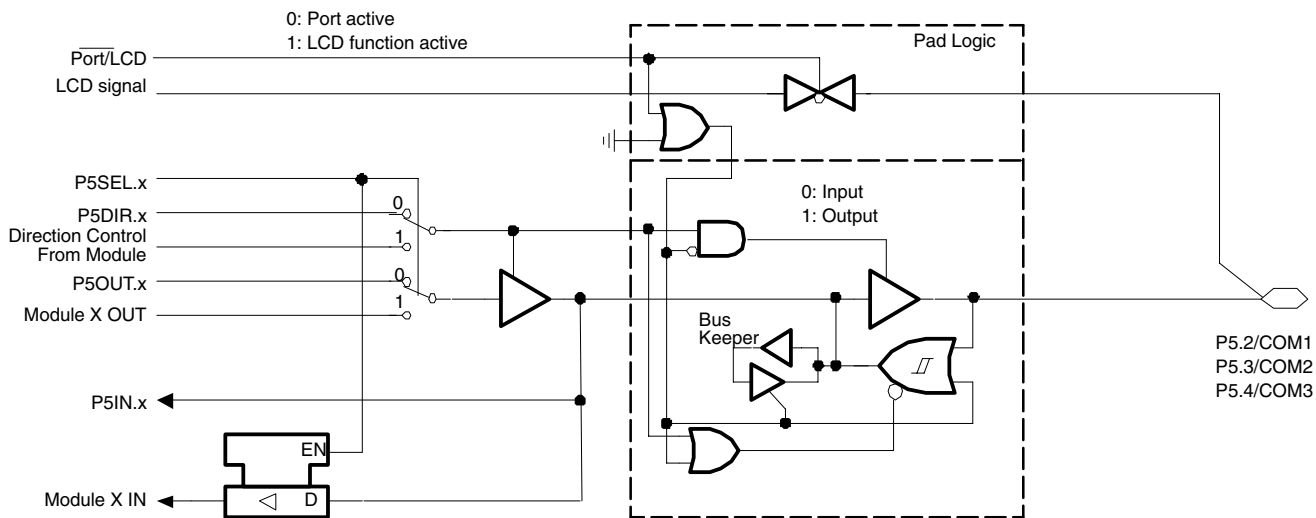 0: Port active
1: LCD function active
Port/LCD
LCD signal
Pad Logic
P5SEL.x
P5DIR.x
0
Direction Control
From Module
1
P5OUT.x
0
Module X OUT
1
0: Input
1: Output
Bus
Keeper
P5.2/COM1
P5.3/COM2
P5.4/COM3
P5IN.x
EN
Module X IN
D